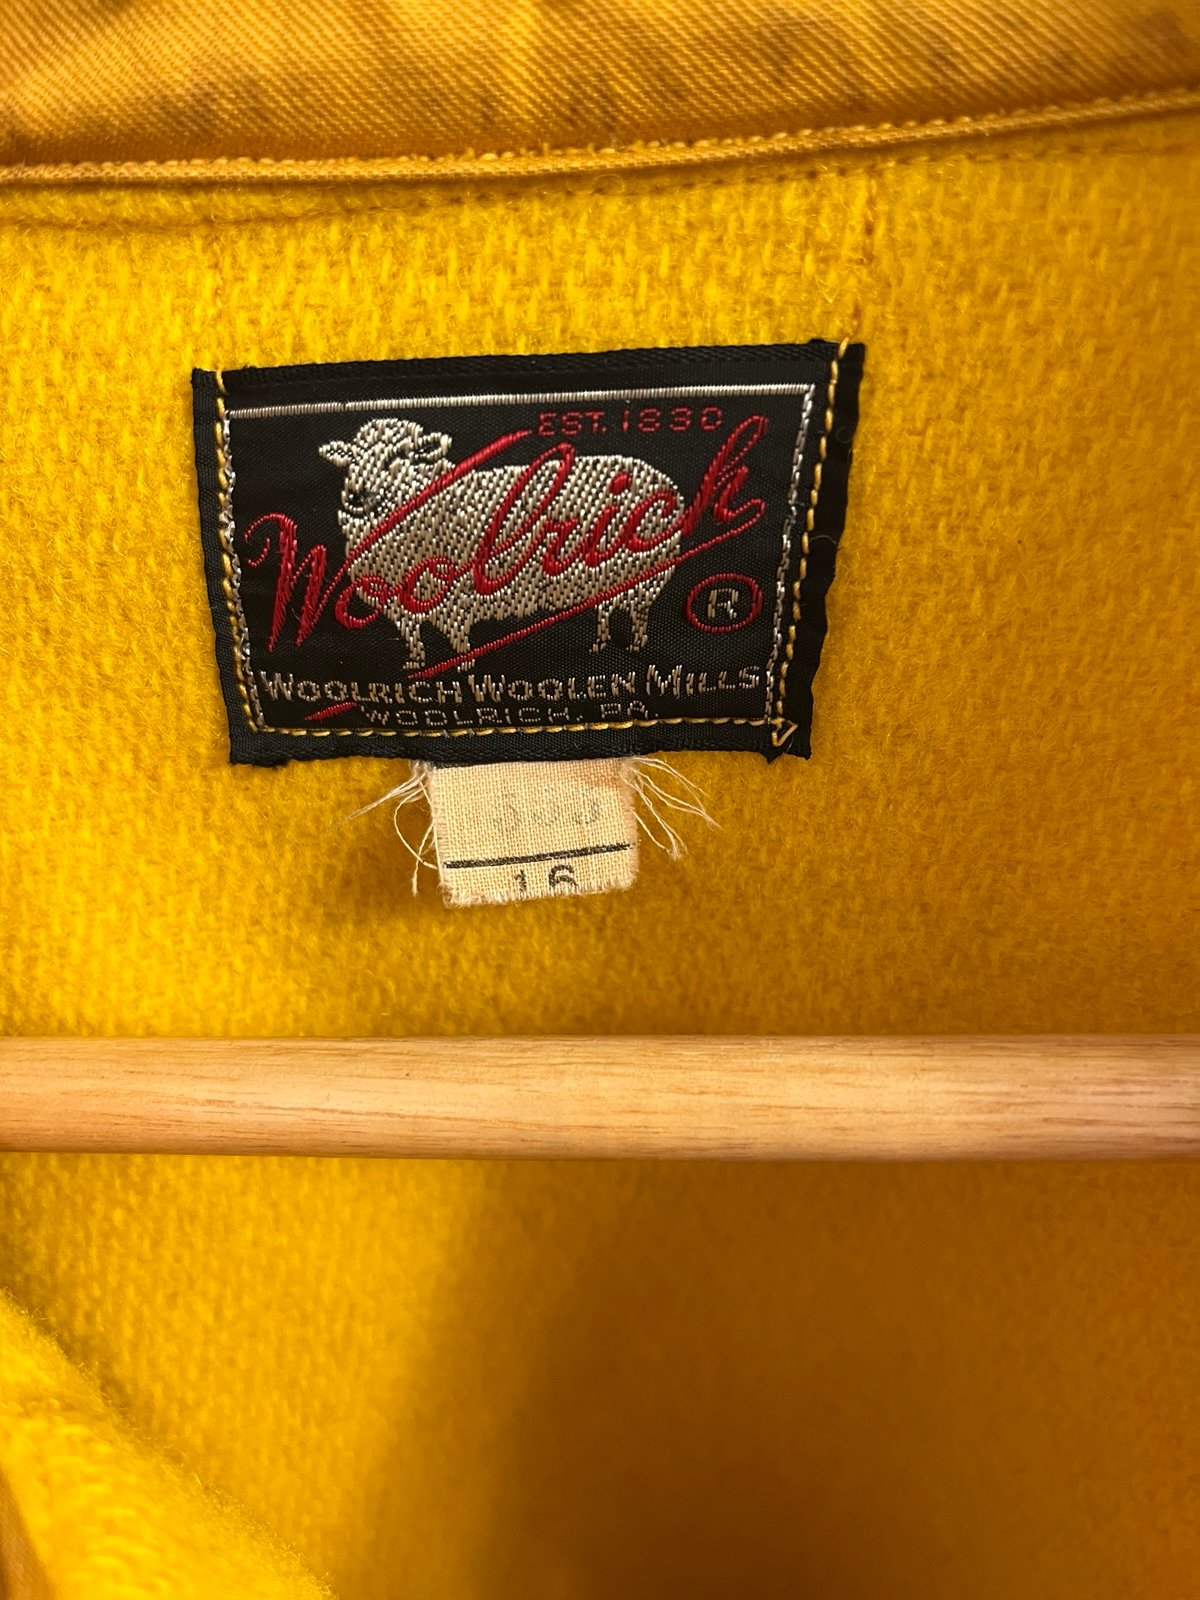 EST. 1830
Woolrich
®
WOOLRICH WOOLEN MILLS
WOOLRICH, PA
16